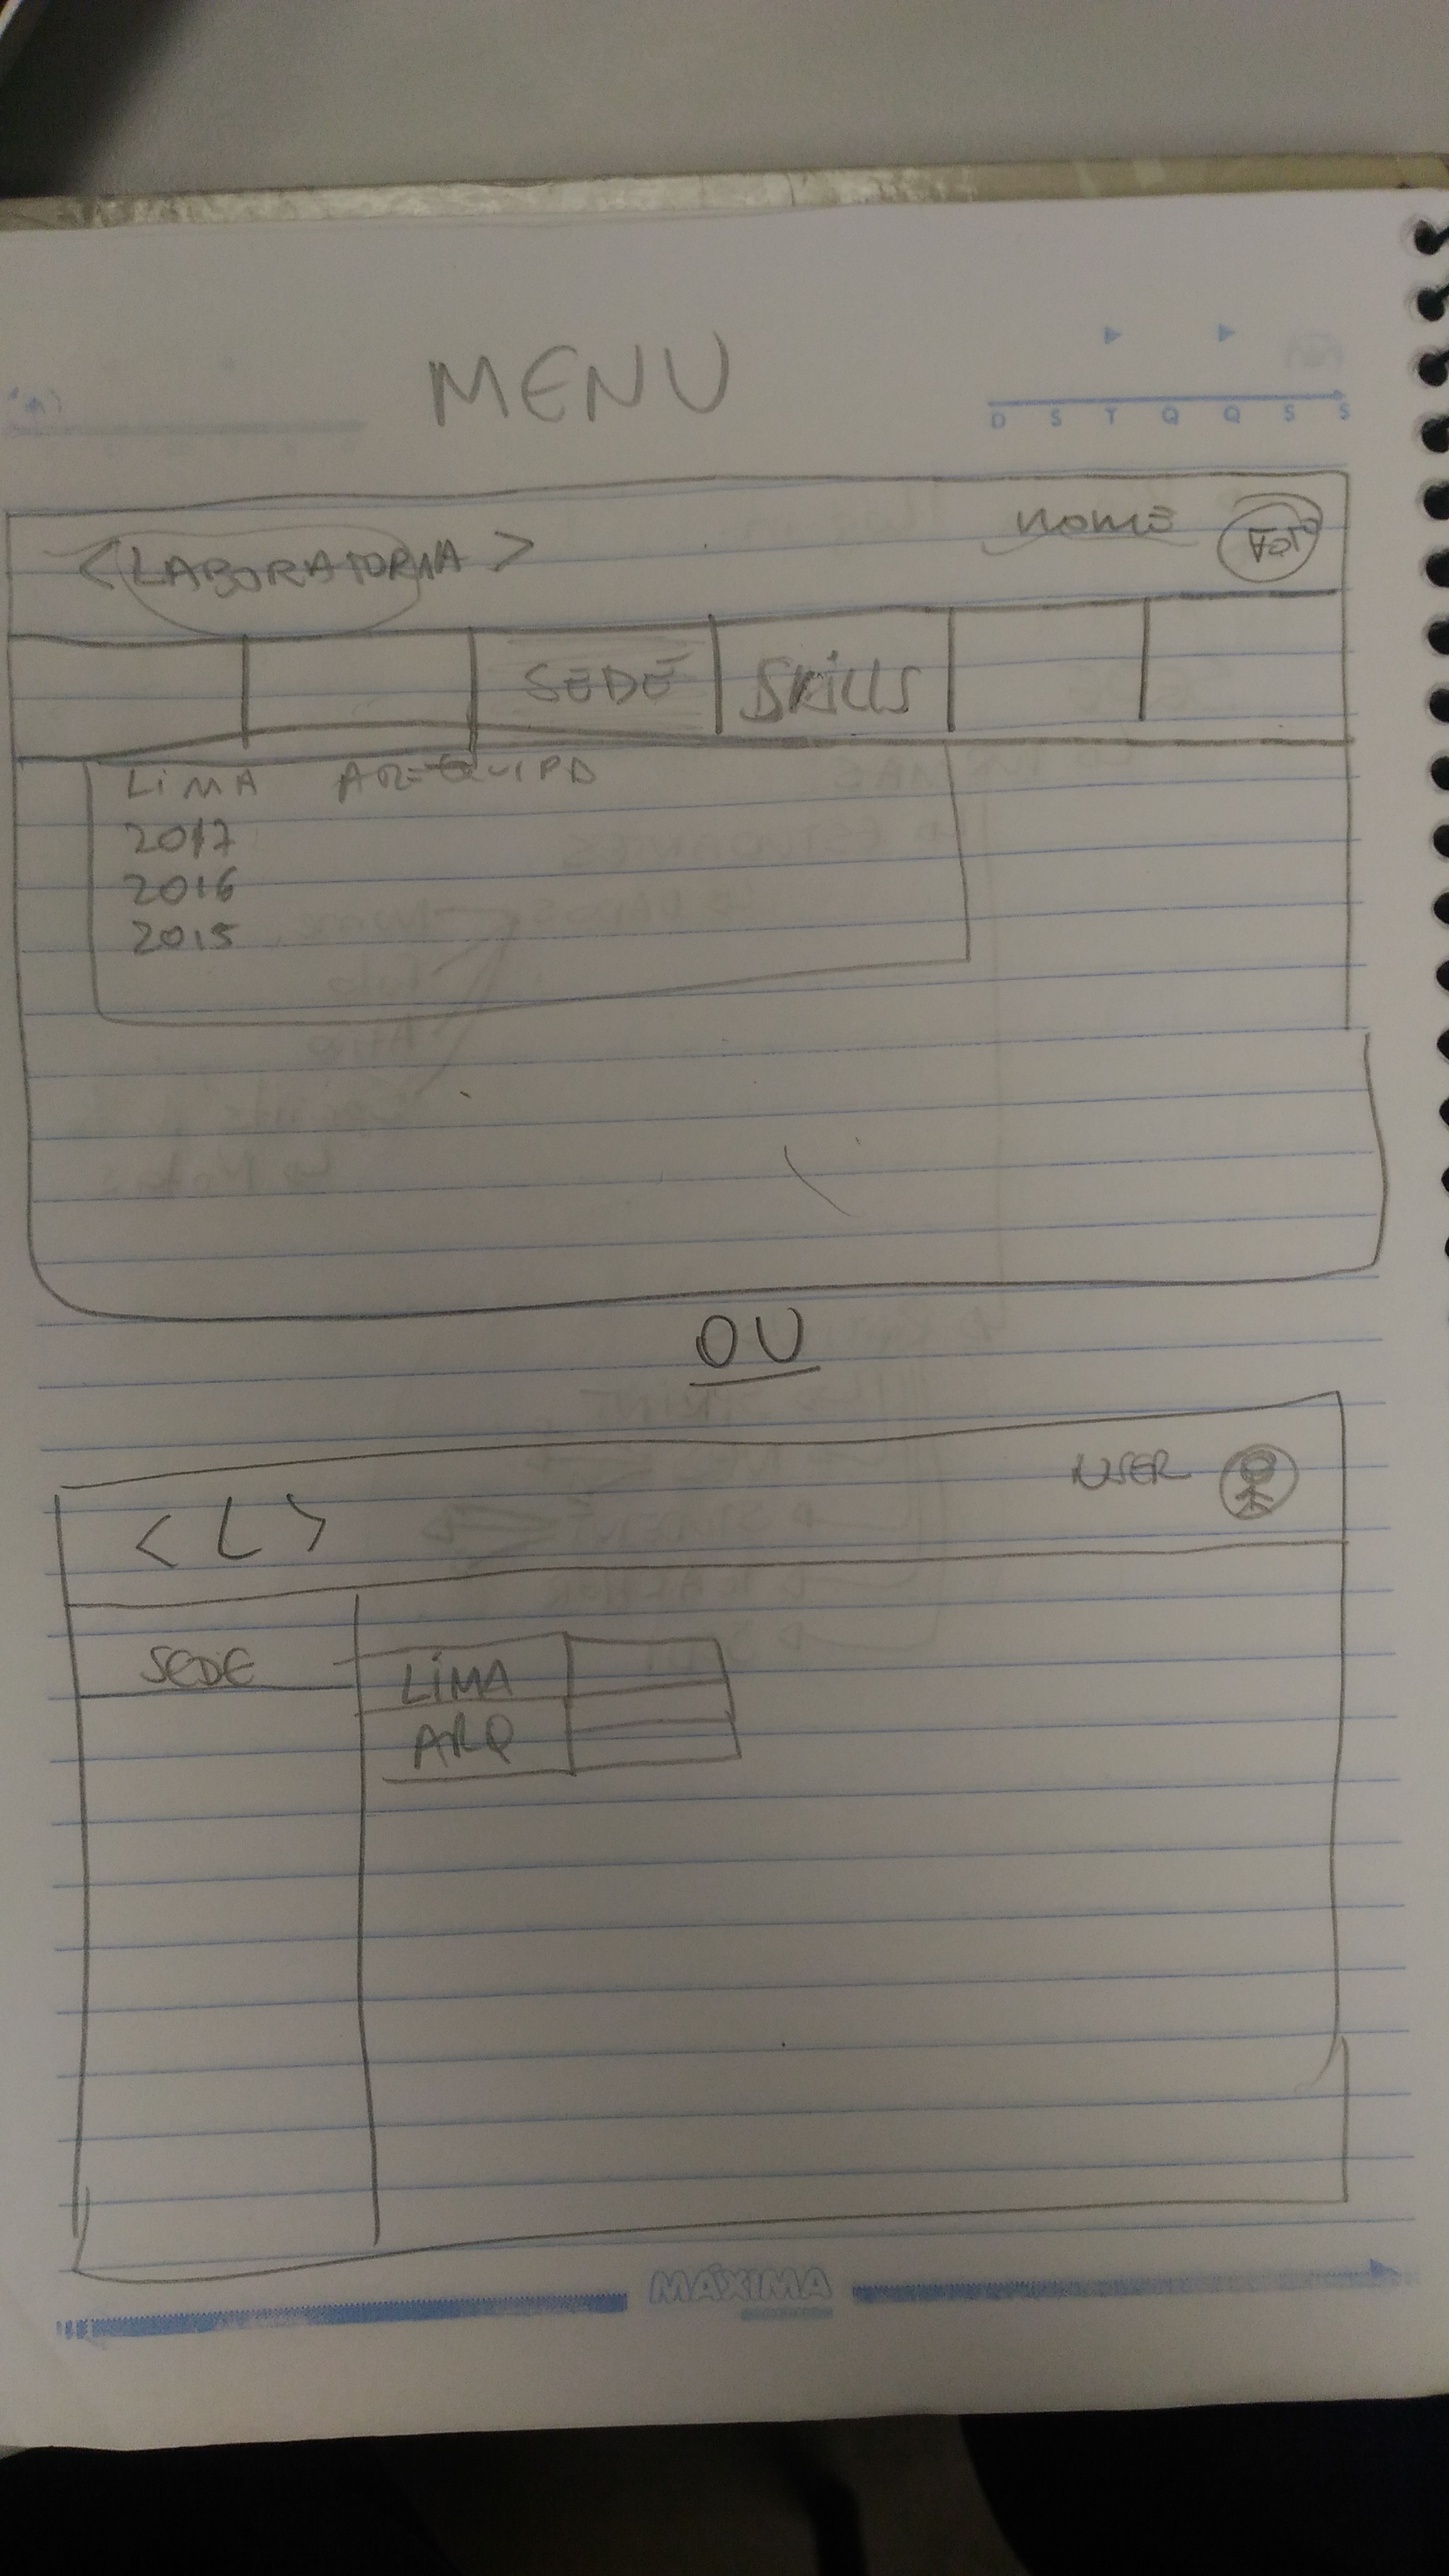 MENU
D S T Q Q S S
<LABORATORIA>
NOME
FOTO
SEDE
SKILLS
LIMA AREQUIPA
2017
2016
2015
OU
<L>
USER
SEDE
LIMA
ARQ
MÁXIMA